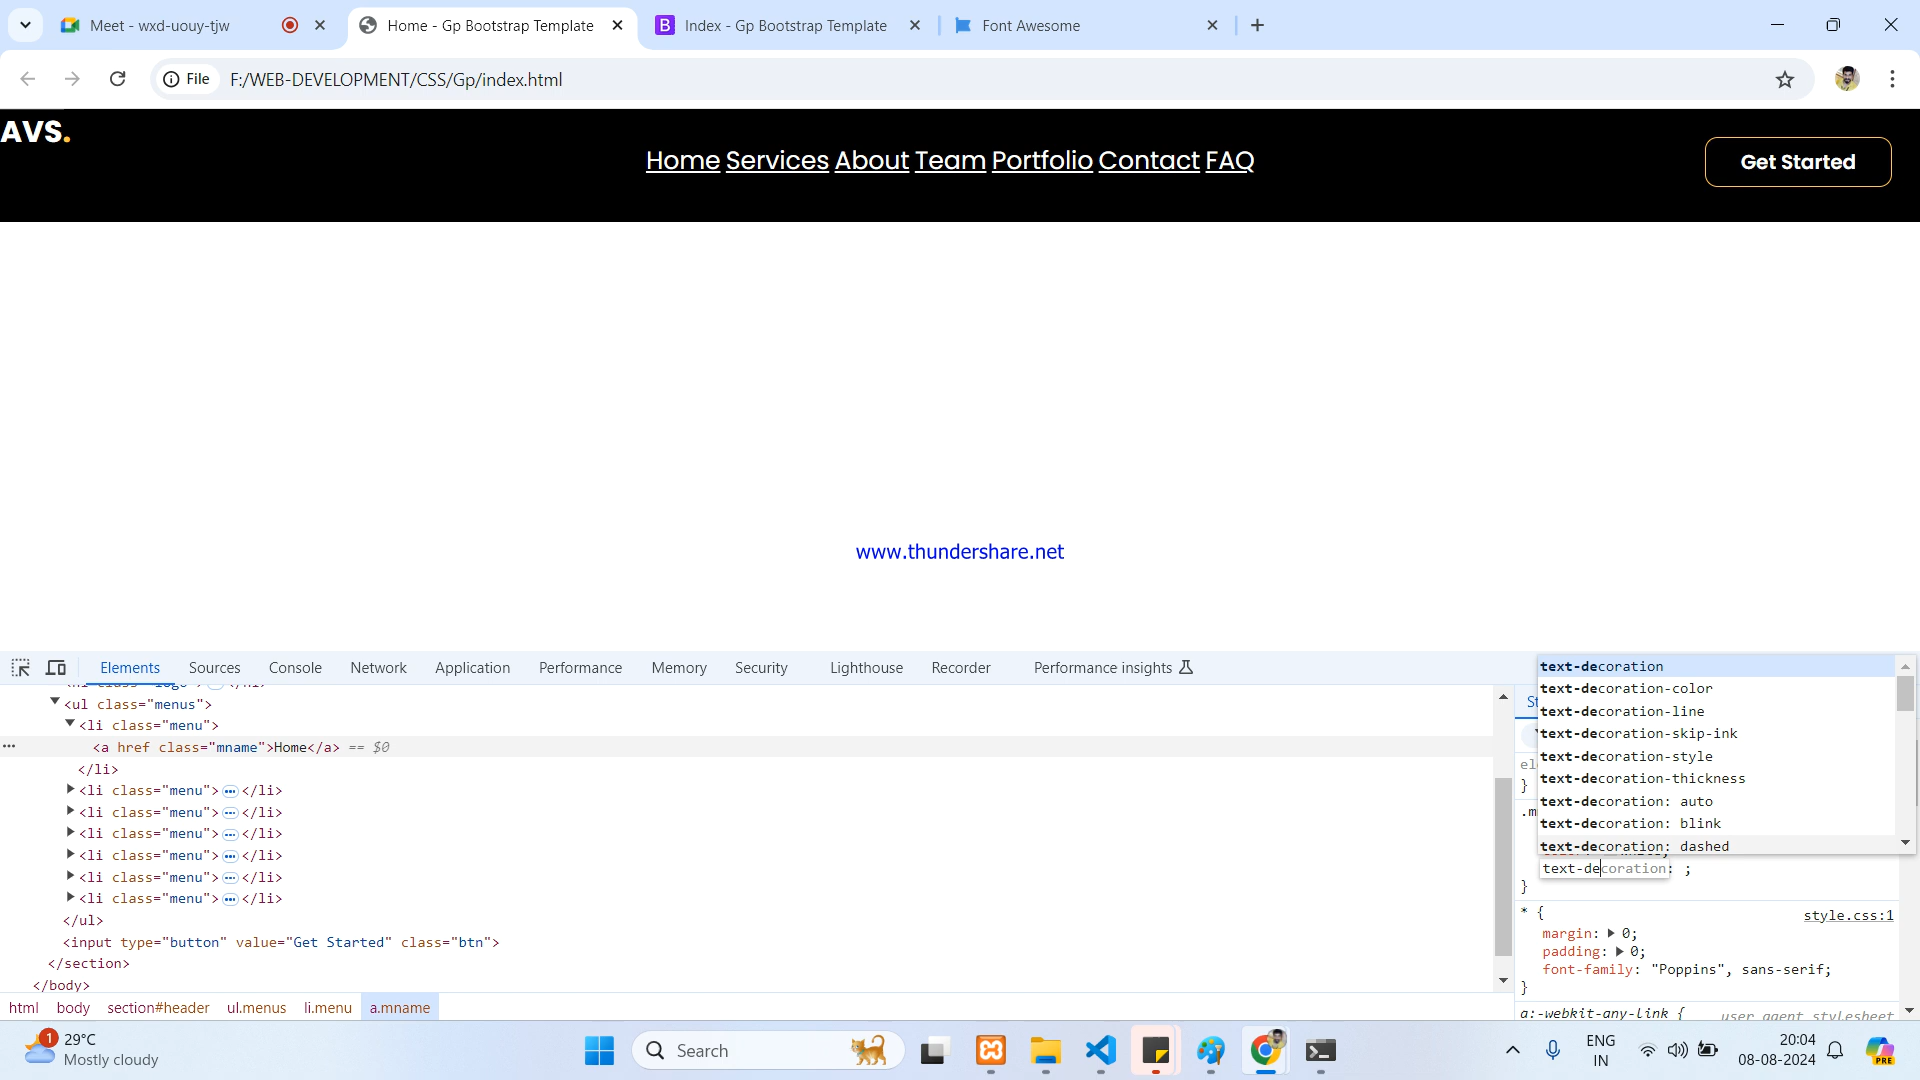 Meet - wxd-uouy-tjw
Home - Gp Bootstrap Template
Index - Gp Bootstrap Template
Font Awesome
File
F:/WEB-DEVELOPMENT/CSS/Gp/index.html
AVS.
Home Services About Team Portfolio Contact FAQ
Get Started
www.thundershare.net
Elements Sources Console Network Application Performance Memory Security Lighthouse Recorder Performance insights
<ul class="menus">
<li class="menu">
<a href class="mname">Home</a> == $0
</li>
<li class="menu"> </li>
<li class="menu"> </li>
<li class="menu"> </li>
<li class="menu"> </li>
<li class="menu"> </li>
<li class="menu"> </li>
</ul>
<input type="button" value="Get Started" class="btn">
</section>
</body>
html body section#header ul.menus li.menu a.mname
text-decoration
text-decoration-color
text-decoration-line
text-decoration-skip-ink
text-decoration-style
text-decoration-thickness
text-decoration: auto
text-decoration: blink
text-decoration: dashed
}
text-decoration: ;
}
* {
style.css:1
margin: 0;
padding: 0;
font-family: "Poppins", sans-serif;
}
a:-webkit-any-link {
user agent stylesheet
1
29°C
Mostly cloudy
Search
ENG
IN
20:04
08-08-2024
PRE